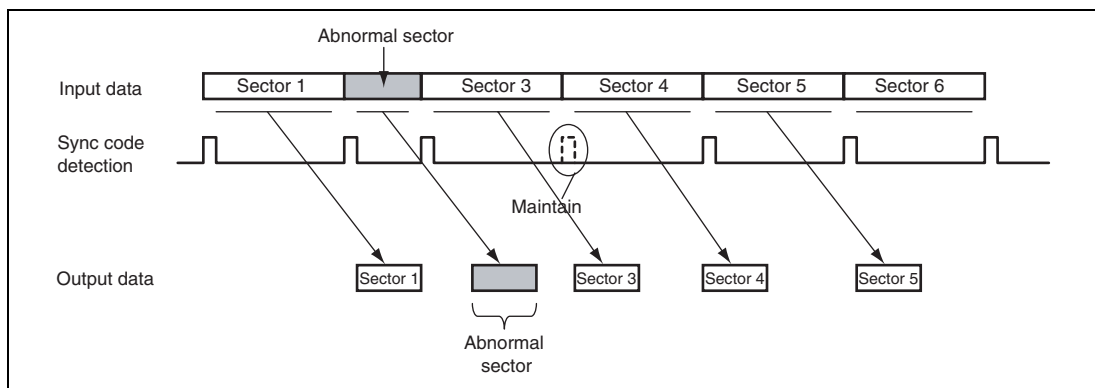 Abnormal sector
Input data
Sector 1
Sector 3
Sector 4
Sector 5
Sector 6
Sync code
detection
Maintain
Output data
Sector 1
Sector 3
Sector 4
Sector 5
Abnormal
sector